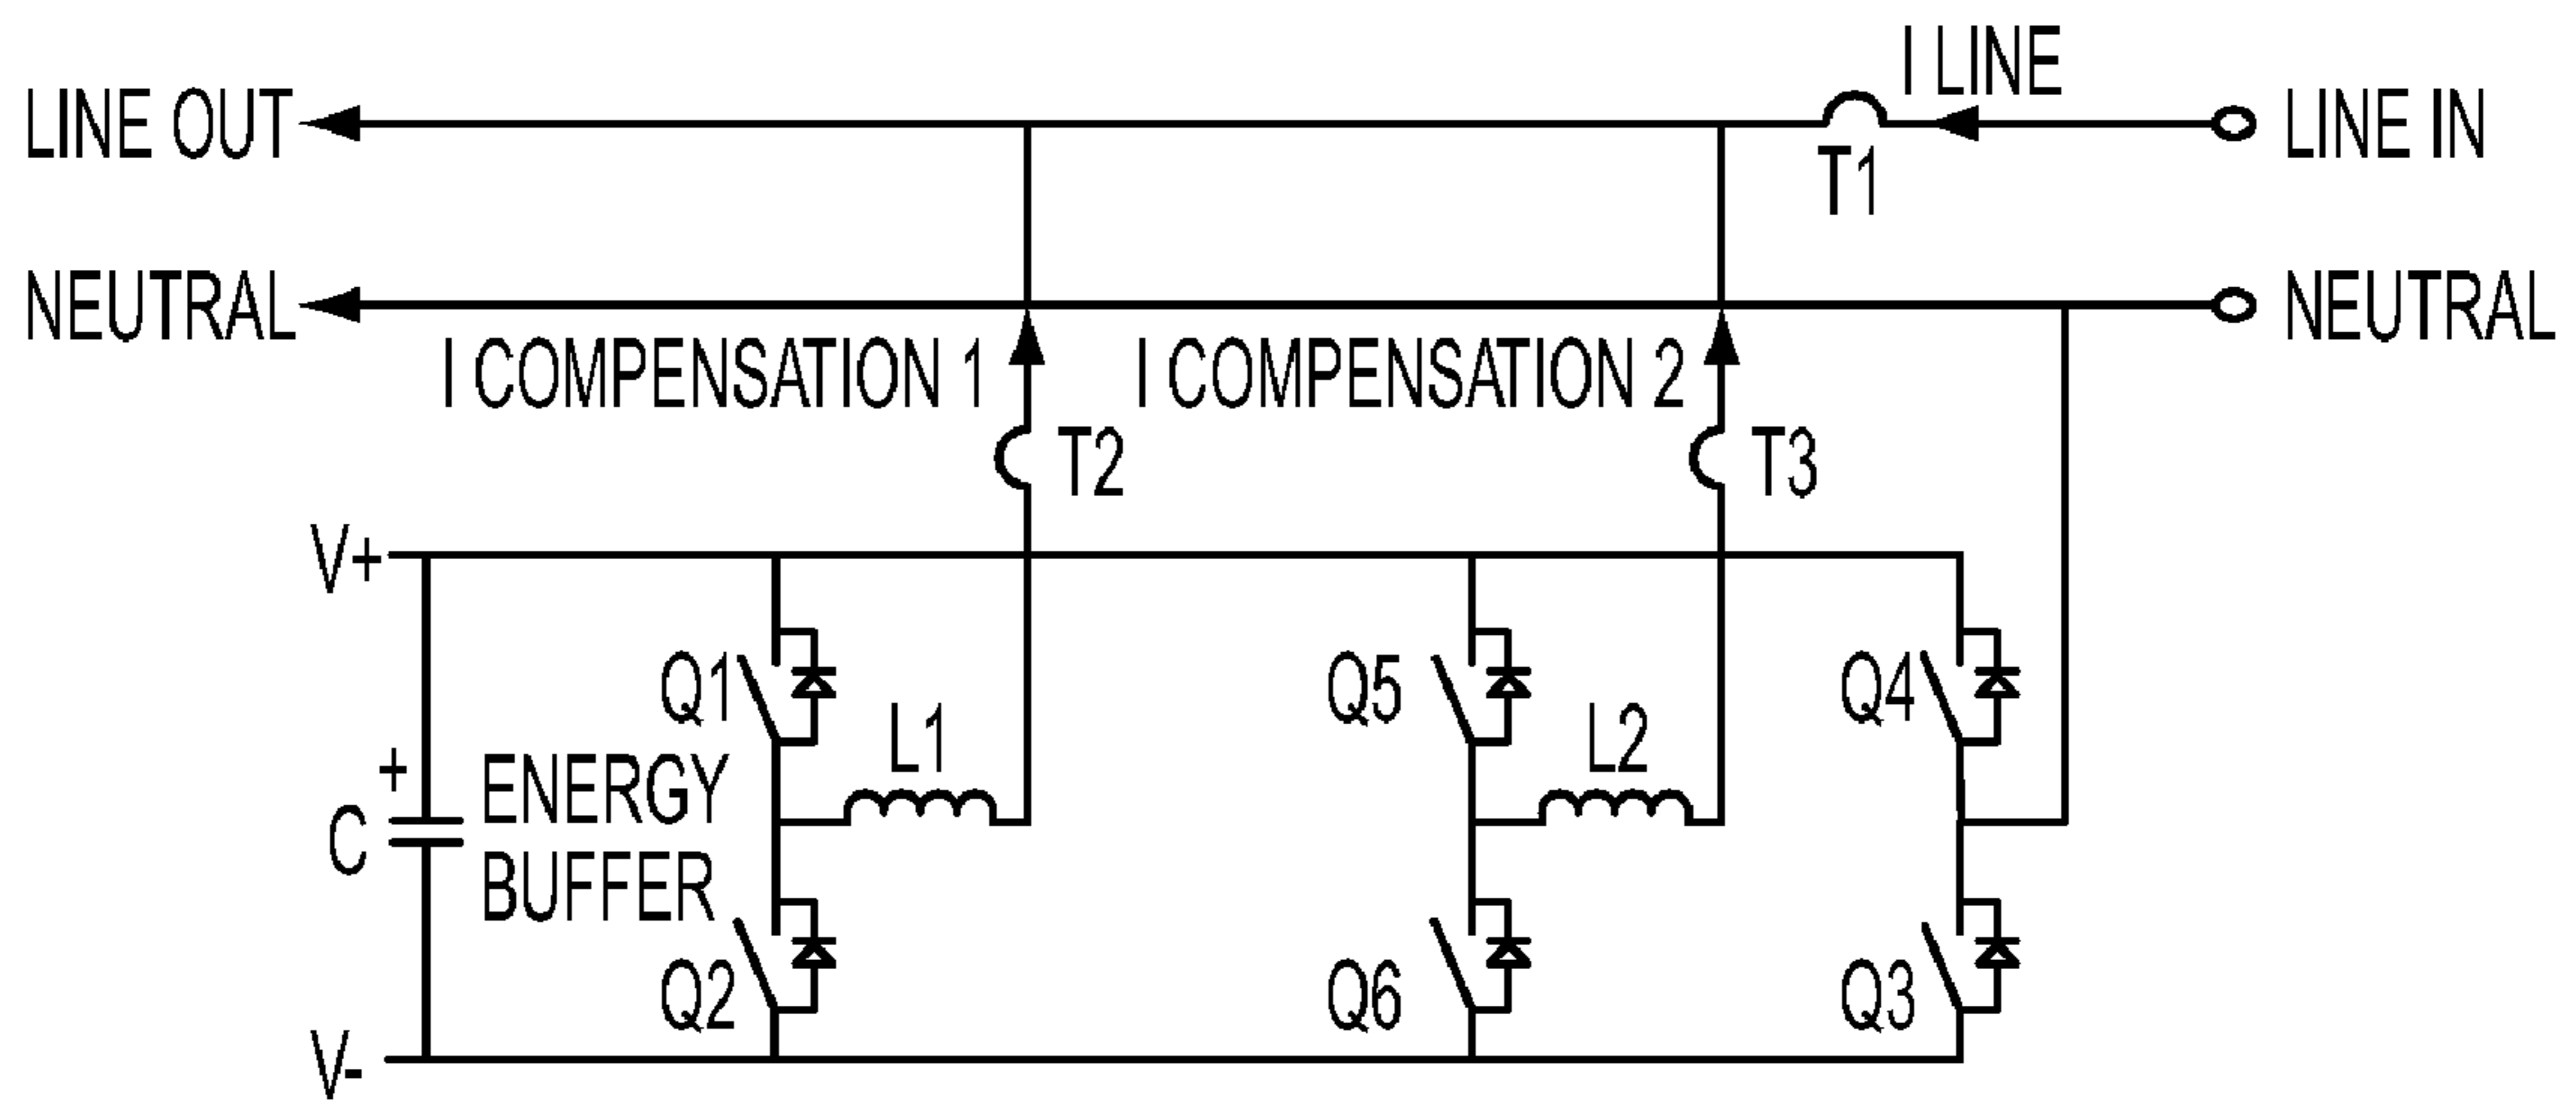 I LINE
LINE OUT
LINE IN
T1
NEUTRAL
NEUTRAL
I COMPENSATION 1
I COMPENSATION 2
T2
T3
V+
Q1
Q5
Q4
L1
L2
+
C
ENERGY
BUFFER
Q2
Q6
Q3
V-